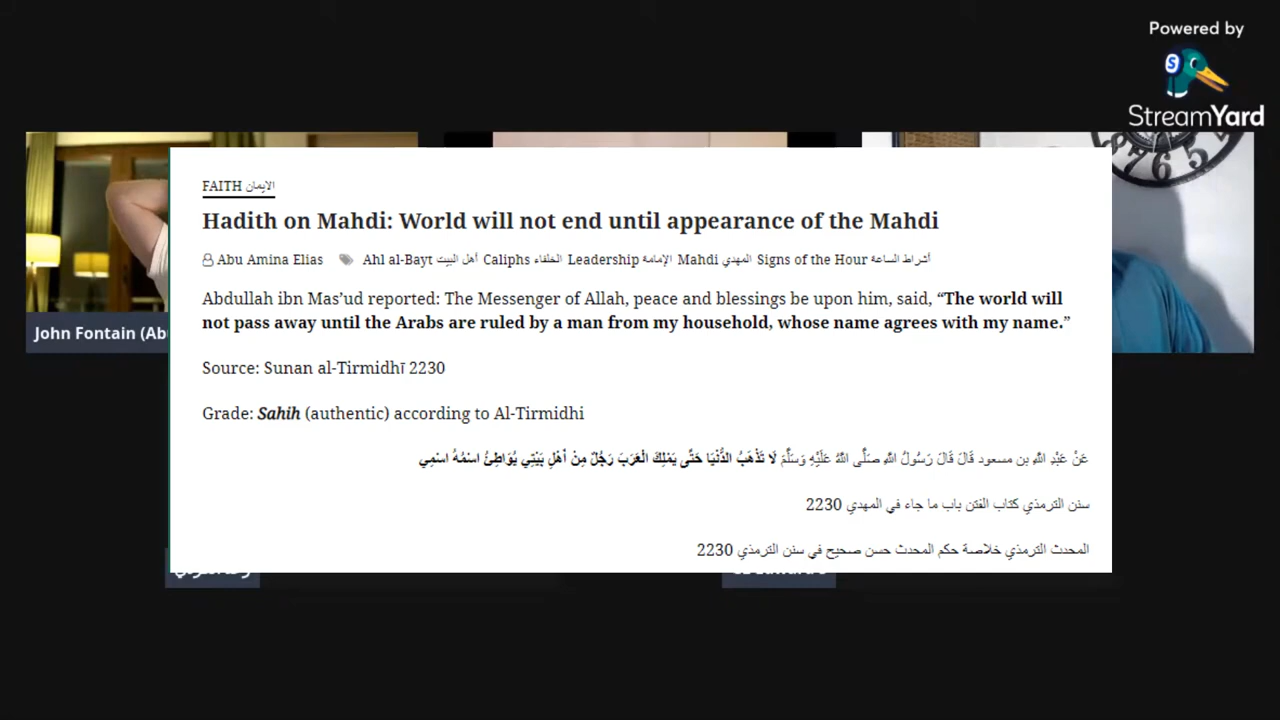 Powered by
StreamYard
FAITH الإيمان
Hadith on Mahdi: World will not end until appearance of the Mahdi
Abu Amina Elias Ahl al-Bayt أهل البيت Caliphs الخلفاء Leadership الإمامة Mahdi المهدي Signs of the Hour أشراط الساعة
Abdullah ibn Mas’ud reported: The Messenger of Allah, peace and blessings be upon him, said, “The world will
not pass away until the Arabs are ruled by a man from my household, whose name agrees with my name.”
John Fontain (Ab
Source: Sunan al-Tirmidhī 2230
Grade: Sahih (authentic) according to Al-Tirmidhi
عَنْ عَبْدِ اللَّهِ بن مسعود قَالَ قَالَ رَسُولُ اللَّهِ صَلَّى اللَّهُ عَلَيْهِ وَسَلَّمَ لَا تَذْهَبُ الدُّنْيَا حَتَّى يَمْلِكَ الْعَرَبَ رَجُلٌ مِنْ أَهْلِ بَيْتِي يُوَاطِئُ اسْمُهُ اسْمِي
سنن الترمذي كتاب الفتن باب ما جاء في المهدي 2230
المحدث الترمذي خلاصة حكم المحدث حسن صحيح في سنن الترمذي 2230